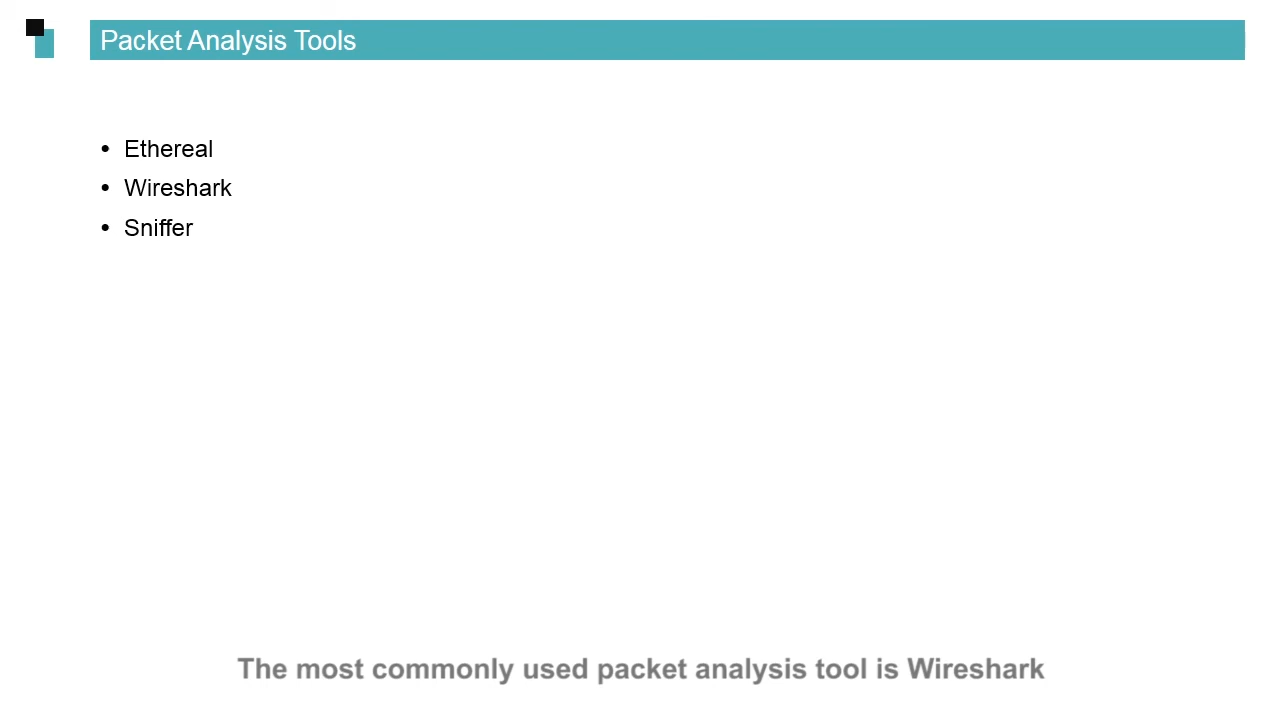 Packet Analysis Tools
• Ethereal
• Wireshark
• Sniffer
The most commonly used packet analysis tool is Wireshark